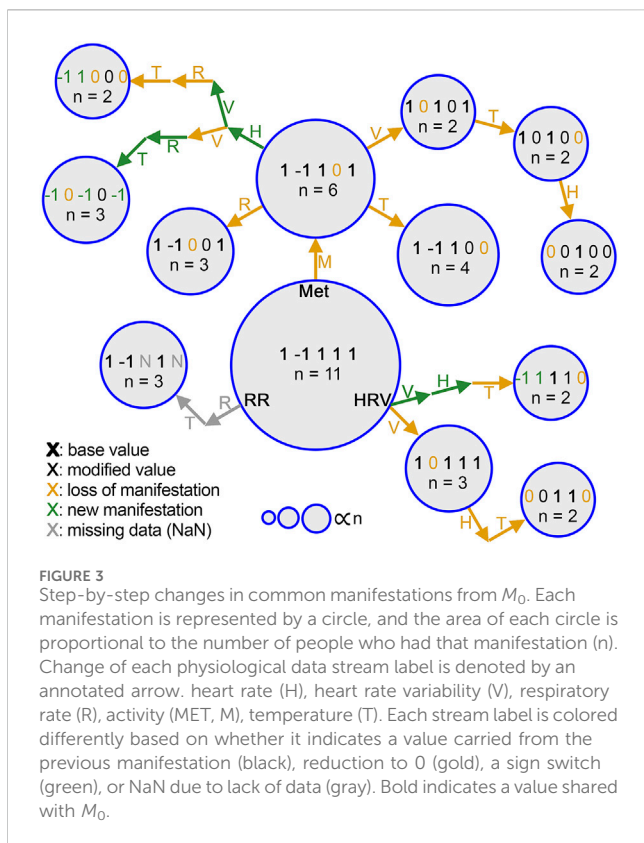 -1 1 0 0 0
n = 2
T
R
V
H
-1 0 -1 0 -1
n = 3
T
R
V
1 -1 1 0 1
n = 6
V
1 0 1 0 1
n = 2
T
1 0 1 0 0
n = 2
H
0 0 1 0 0
n = 2
R
1 -1 0 0 1
n = 3
T
1 -1 1 0 0
n = 4
M
Met
1 -1 1 1 1
n = 11
RR
HRV
1 -1 N 1 N
n = 3
T
R
V
H
T
-1 1 1 1 0
n = 2
V
1 0 1 1 1
n = 3
H
T
0 0 1 1 0
n = 2
X: base value
X: modified value
X: loss of manifestation
X: new manifestation
X: missing data (NaN)
∝n
FIGURE 3
Step-by-step changes in common manifestations from M₀. Each
manifestation is represented by a circle, and the area of each circle is
proportional to the number of people who had that manifestation (n).
Change of each physiological data stream label is denoted by an
annotated arrow. heart rate (H), heart rate variability (V), respiratory
rate (R), activity (MET, M), temperature (T). Each stream label is colored
differently based on whether it indicates a value carried from the
previous manifestation (black), reduction to 0 (gold), a sign switch
(green), or NaN due to lack of data (gray). Bold indicates a value shared
with M₀.